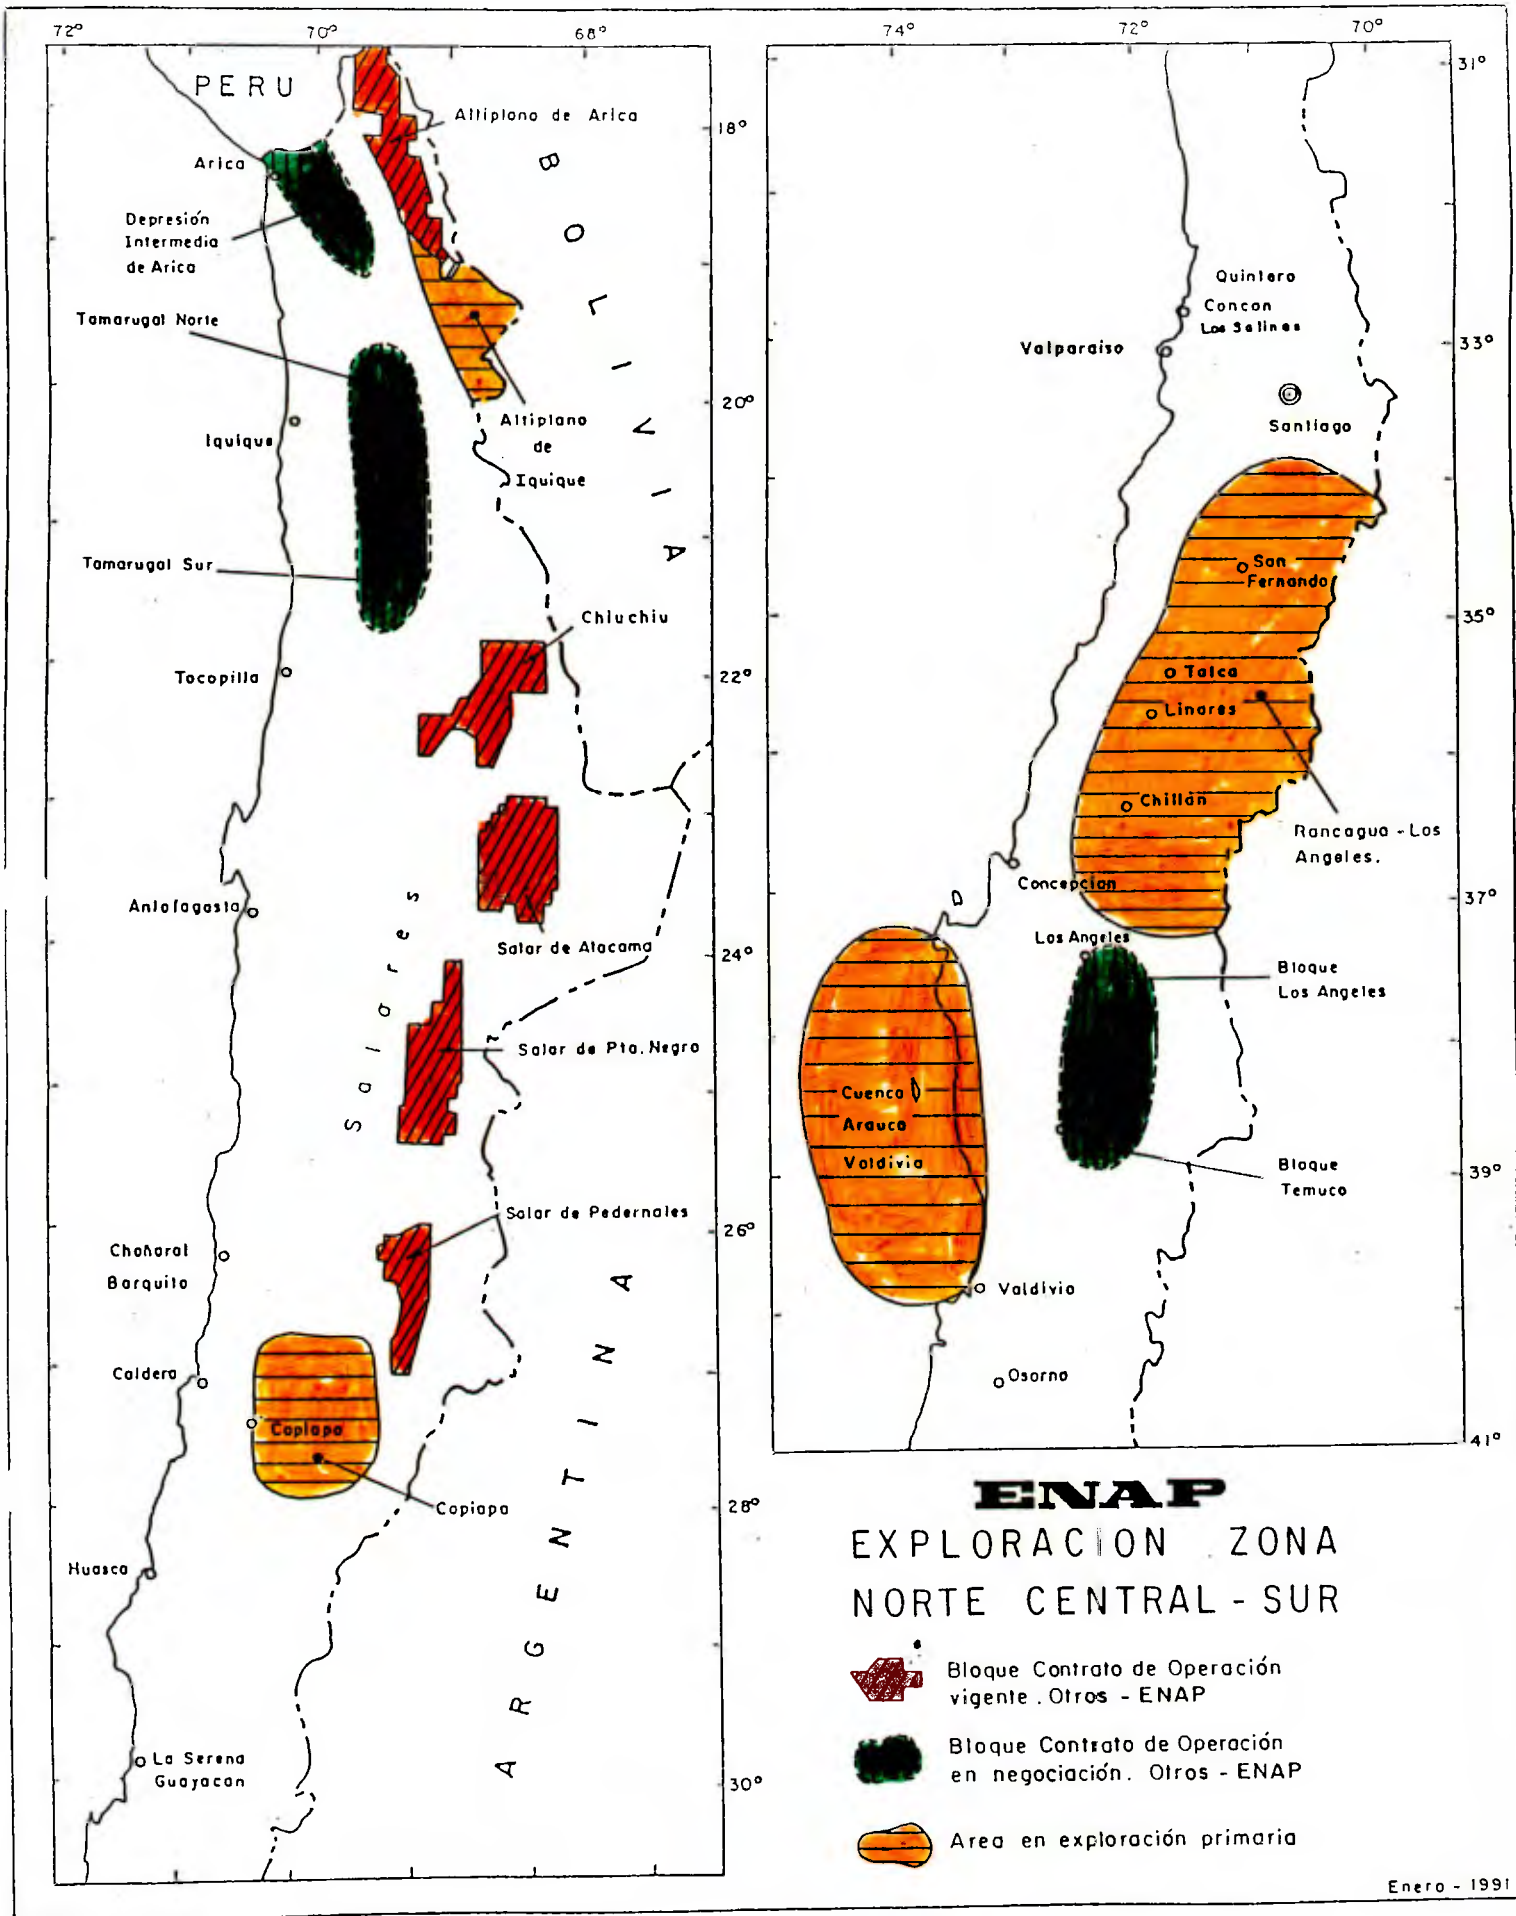 72° 70° 68°
PERU
Altiplano de Arica
18°
Arica
BOLIVIA
Depresión
Intermedia
de Arica
Tamarugal Norte
20°
Altiplano
de
Iquique
Iquique
Tamarugal Sur
Chiuchiu
Tocopilla
22°
Antofagasta
Salares
Salar de Atacama
24°
Salar de Pta. Negro
Salar de Pedernales
26°
Chañaral
Barquito
ARGENTINA
Caldera
Copiapo
Copiapo
28°
Huasco
La Serena
Guayacan
30°
74° 72° 70°
31°
Quintero
Concon
Los Salinas
Valparaiso
33°
Santiago
San
Fernando
35°
Talca
Linares
Chillán
Rancagua - Los
Angeles.
Concepcion
37°
Los Angeles
Bloque
Los Angeles
Cuenca
Arauco
Valdivia
Bloque
Temuco
39°
Valdivia
Osorno
41°
ENAP
EXPLORACION ZONA
NORTE CENTRAL - SUR
Bloque Contrato de Operación
vigente. Otros - ENAP
Bloque Contrato de Operación
en negociación. Otros - ENAP
Area en exploración primaria
Enero - 1991